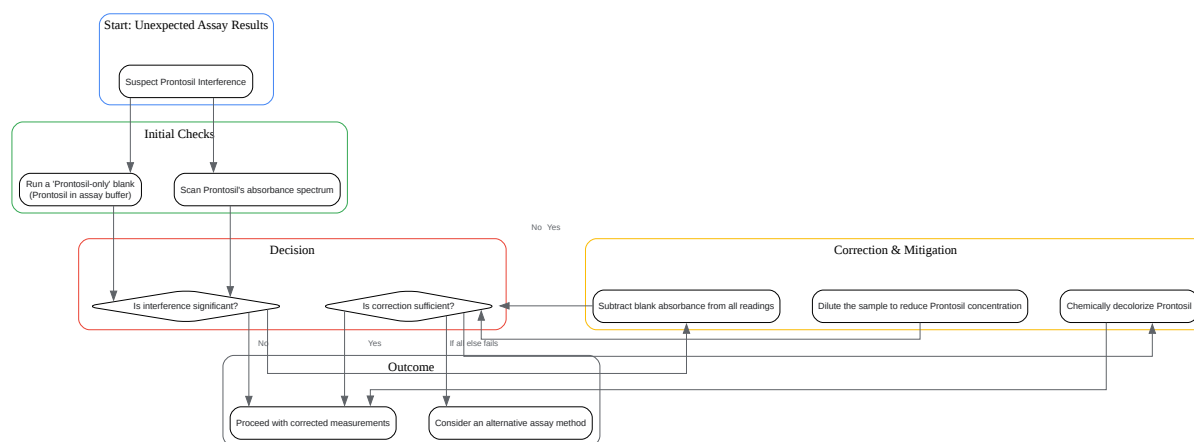 Start: Unexpected Assay Results
Suspect Prontosil Interference
Initial Checks
Run a 'Prontosil-only' blank
(Prontosil in assay buffer)
Scan Prontosil's absorbance spectrum
No Yes
Decision
Correction & Mitigation
Is interference significant?
Is correction sufficient?
Subtract blank absorbance from all readings
Dilute the sample to reduce Prontosil concentration
Chemically decolorize Prontosil
No
Yes
If all else fails
Outcome
Proceed with corrected measurements
Consider an alternative assay method